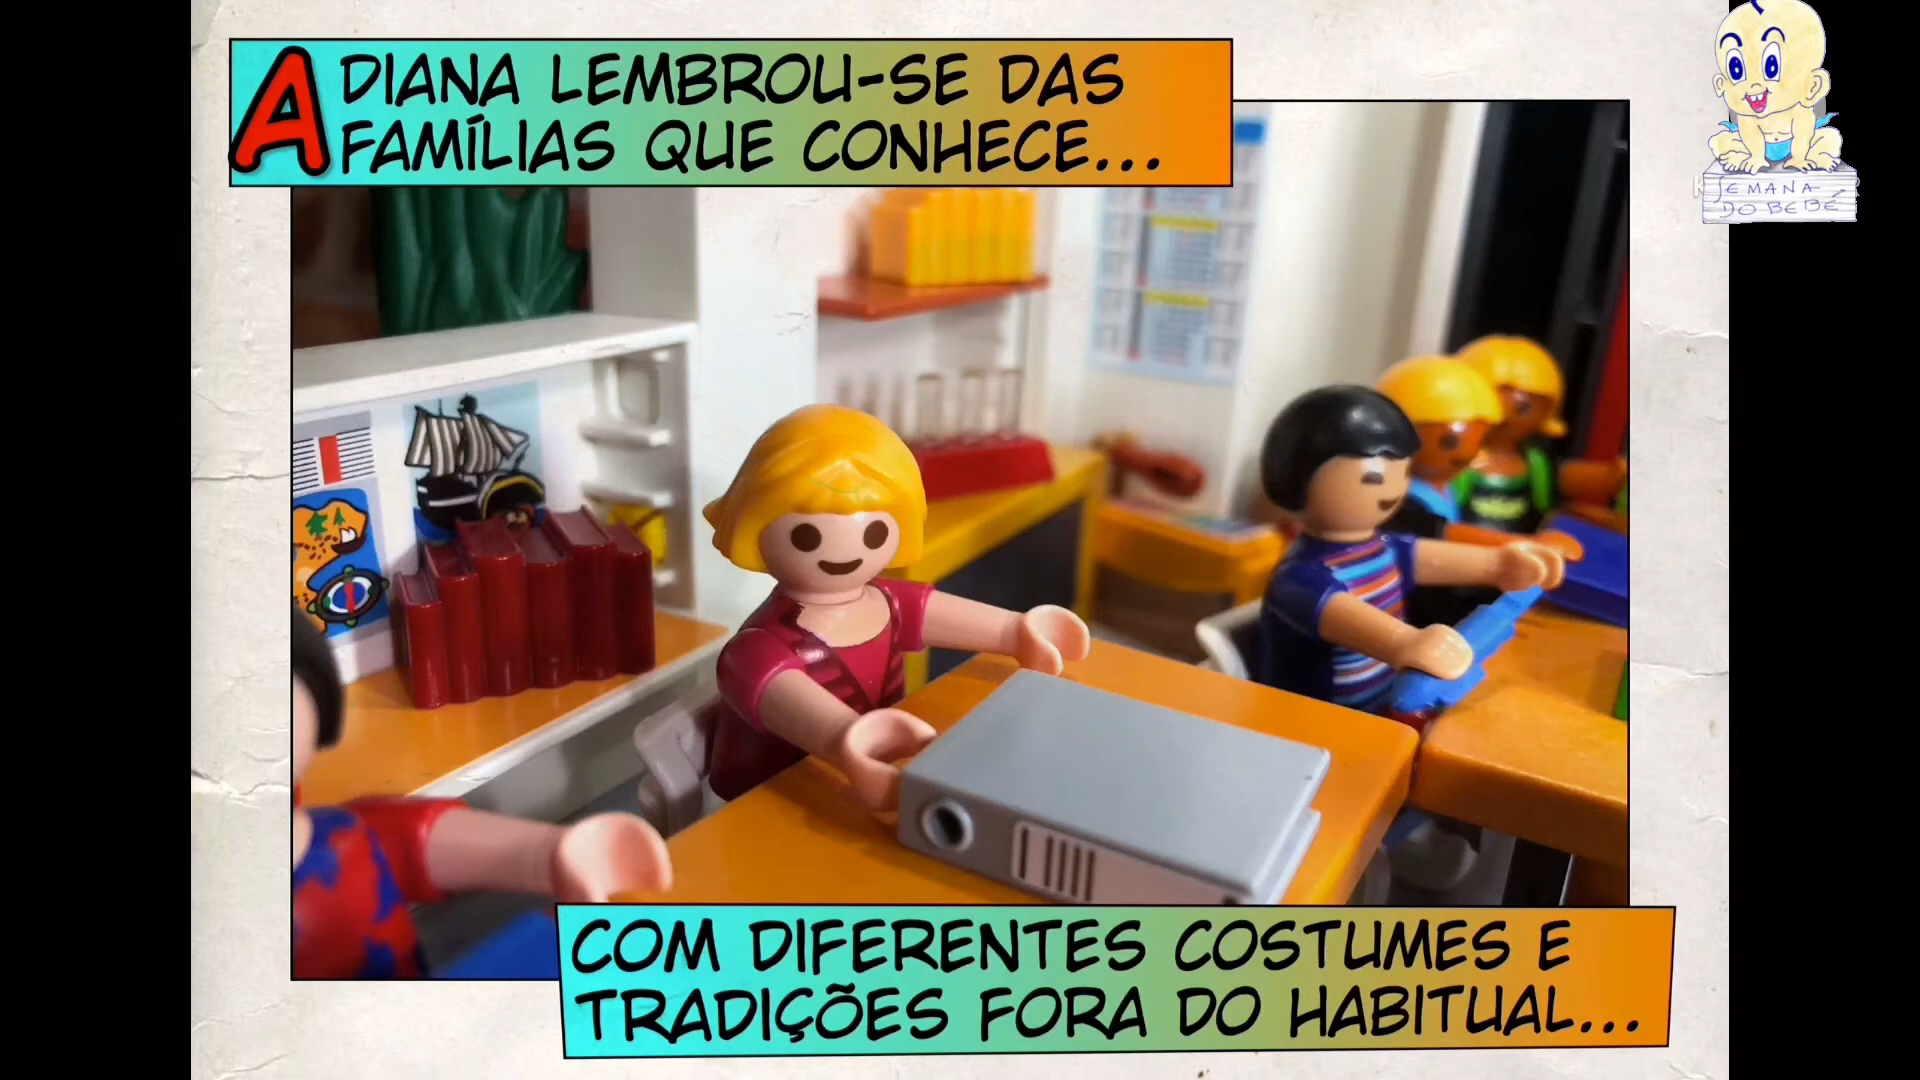 A DIANA LEMBROU-SE DAS
FAMÍLIAS QUE CONHECE...
SEMANA
DO BEBÉ
COM DIFERENTES COSTUMES E
TRADIÇÕES FORA DO HABITUAL...